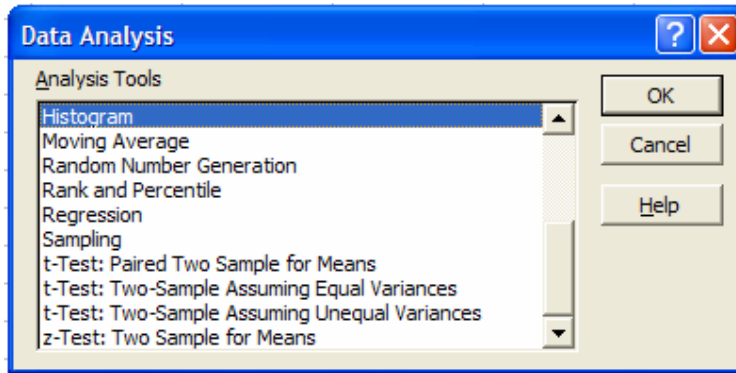 Data Analysis
Analysis Tools
Histogram
Moving Average
Random Number Generation
Rank and Percentile
Regression
Sampling
t-Test: Paired Two Sample for Means
t-Test: Two-Sample Assuming Equal Variances
t-Test: Two-Sample Assuming Unequal Variances
z-Test: Two Sample for Means
OK
Cancel
Help